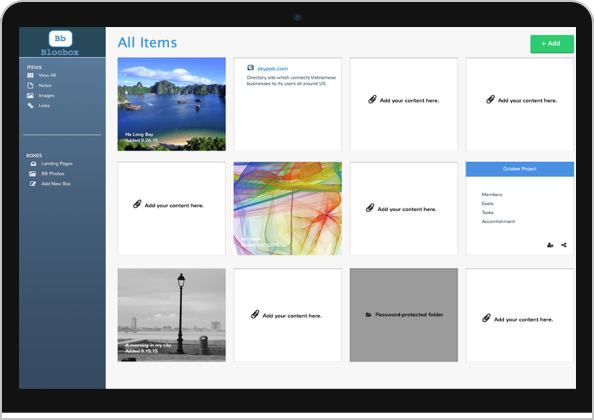 Bb
Blocbox
ITEMS
View All
Notes
Images
Links
BOXES
Landing Pages
BB Photos
Add New Box
All Items
+ Add
Ha Long Bay
Added 9.26.15
skypob.com
Directory site which connects Vietnamese
businesses to its users all around US.
Add your content here.
Add your content here.
Add your content here.
Add your content here.
October Project
Members
Goals
Tasks
Accomlishment
A morning in my city
Added 9.15.15
Add your content here.
Password-protected folder
Add your content here.